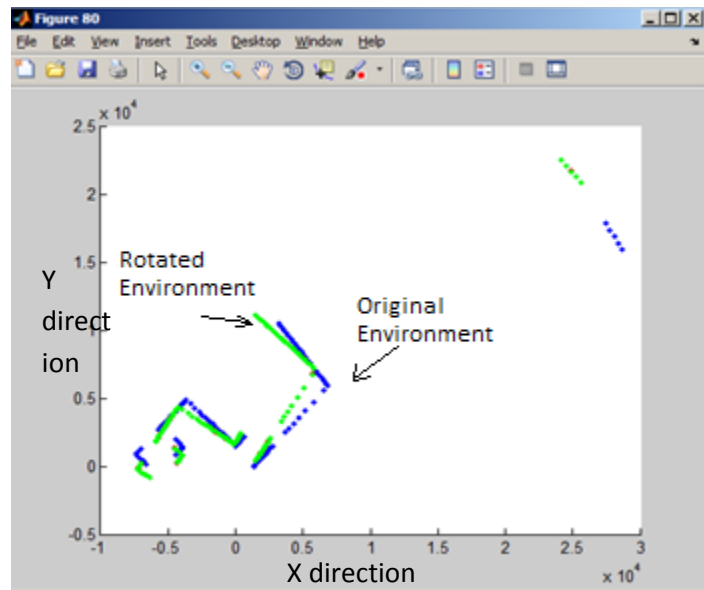 Figure 80
File Edit View Insert Tools Desktop Window Help
x 10^4
2.5
2
1.5
1
0.5
0
-0.5
Y
direct
ion
Rotated
Environment
Original
Environment
-1 -0.5 0 0.5 1 1.5 2 2.5 3
X direction
x 10^4